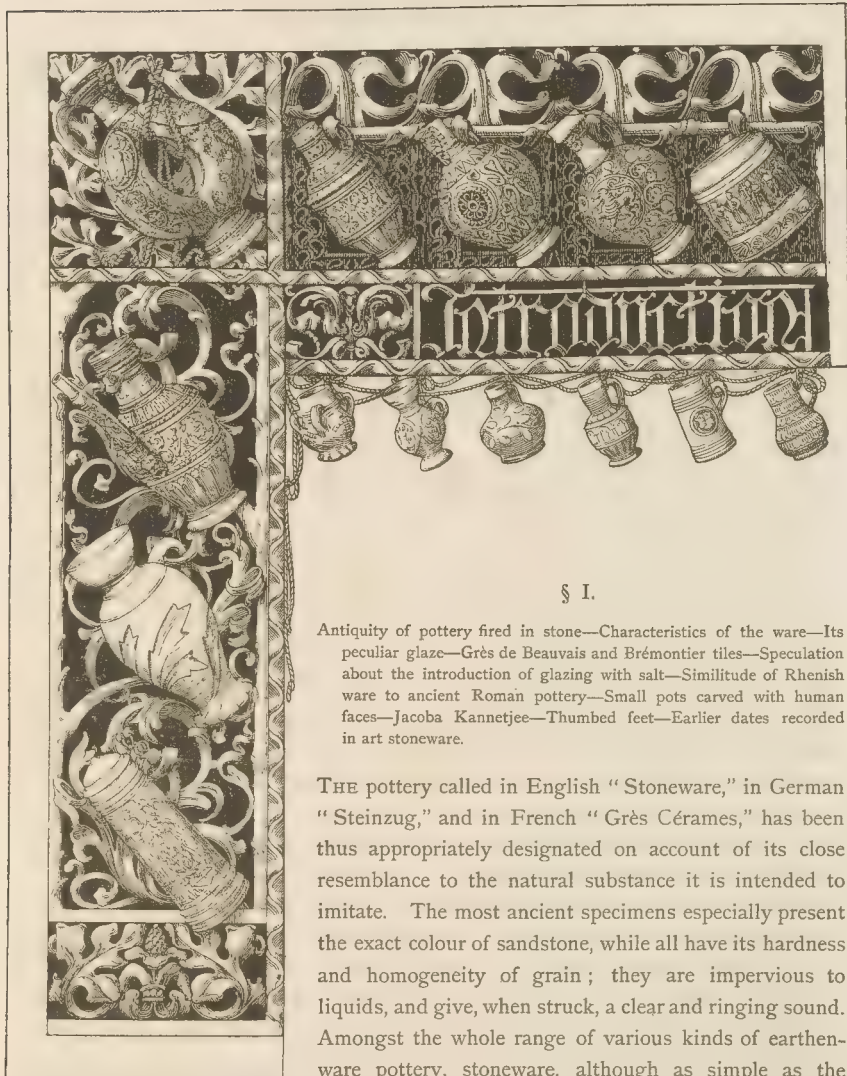 Introduction
§ I.
Antiquity of pottery fired in stone—Characteristics of the ware—Its
peculiar glaze—Grès de Beauvais and Brémontier tiles—Speculation
about the introduction of glazing with salt—Similitude of Rhenish
ware to ancient Roman pottery—Small pots carved with human
faces—Jacoba Kannetjee—Thumbed feet—Earlier dates recorded
in art stoneware.
THE pottery called in English “ Stoneware,” in German
“ Steinzug,” and in French “ Grès Cérames,” has been
thus appropriately designated on account of its close
resemblance to the natural substance it is intended to
imitate. The most ancient specimens especially present
the exact colour of sandstone, while all have its hardness
and homogeneity of grain ; they are impervious to
liquids, and give, when struck, a clear and ringing sound.
Amongst the whole range of various kinds of earthen-
ware pottery, stoneware, although as simple as the